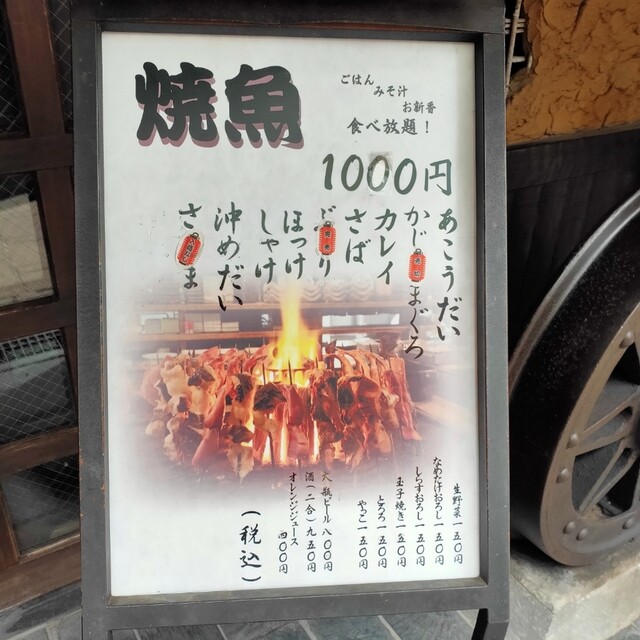 焼魚
ごはん
みそ汁
お新香
食べ放題！
1000円
あこうだい
かじ
まぐろ
カレイ
さば
り
ほっけ
しゃけ
沖めだい
さ
ま
生野菜 一五〇円
なめたけおろし 一五〇円
しらすおろし 一五〇円
玉子焼き 一五〇円
とろろ 一五〇円
やっこ 一五〇円
大瓶ビール 八〇〇円
酒（二合）九五〇円
オレンジジュース 四〇〇円
（税込）